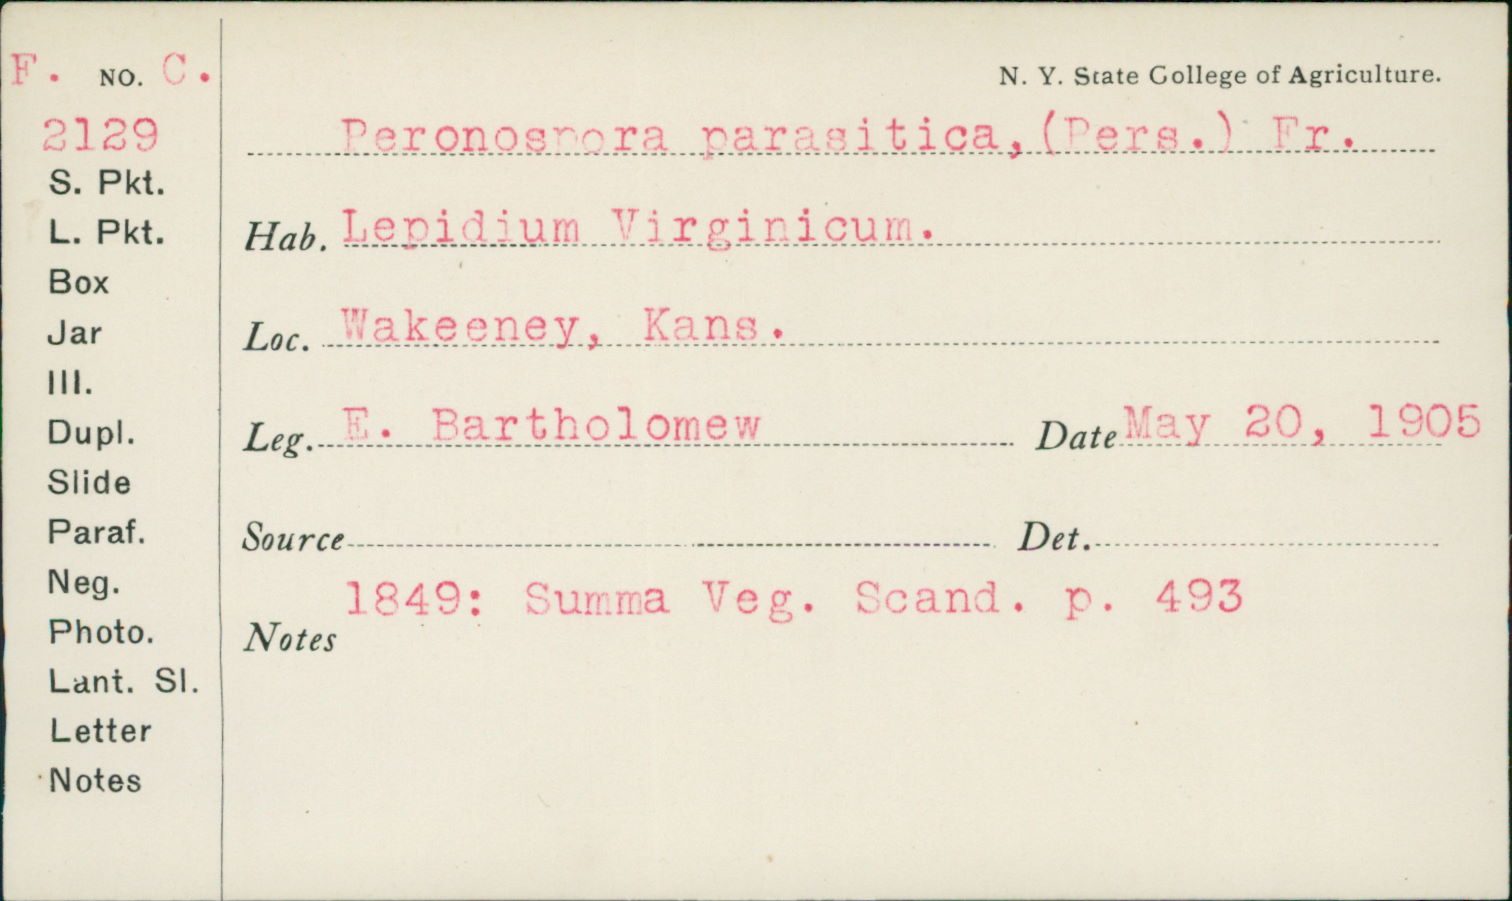 F. NO. C.
2129
S. Pkt.
L. Pkt.
Box
Jar
Ill.
Dupl.
Slide
Paraf.
Neg.
Photo.
Lant. Sl.
Letter
Notes
N. Y. State College of Agriculture.
Peronospora parasitica, (Pers.) Fr.
Hab. Lepidium Virginicum.
Loc. Wakeeney, Kans.
Leg. E. Bartholomew Date May 20, 1905
Source Det.
1849: Summa Veg. Scand. p. 493
Notes